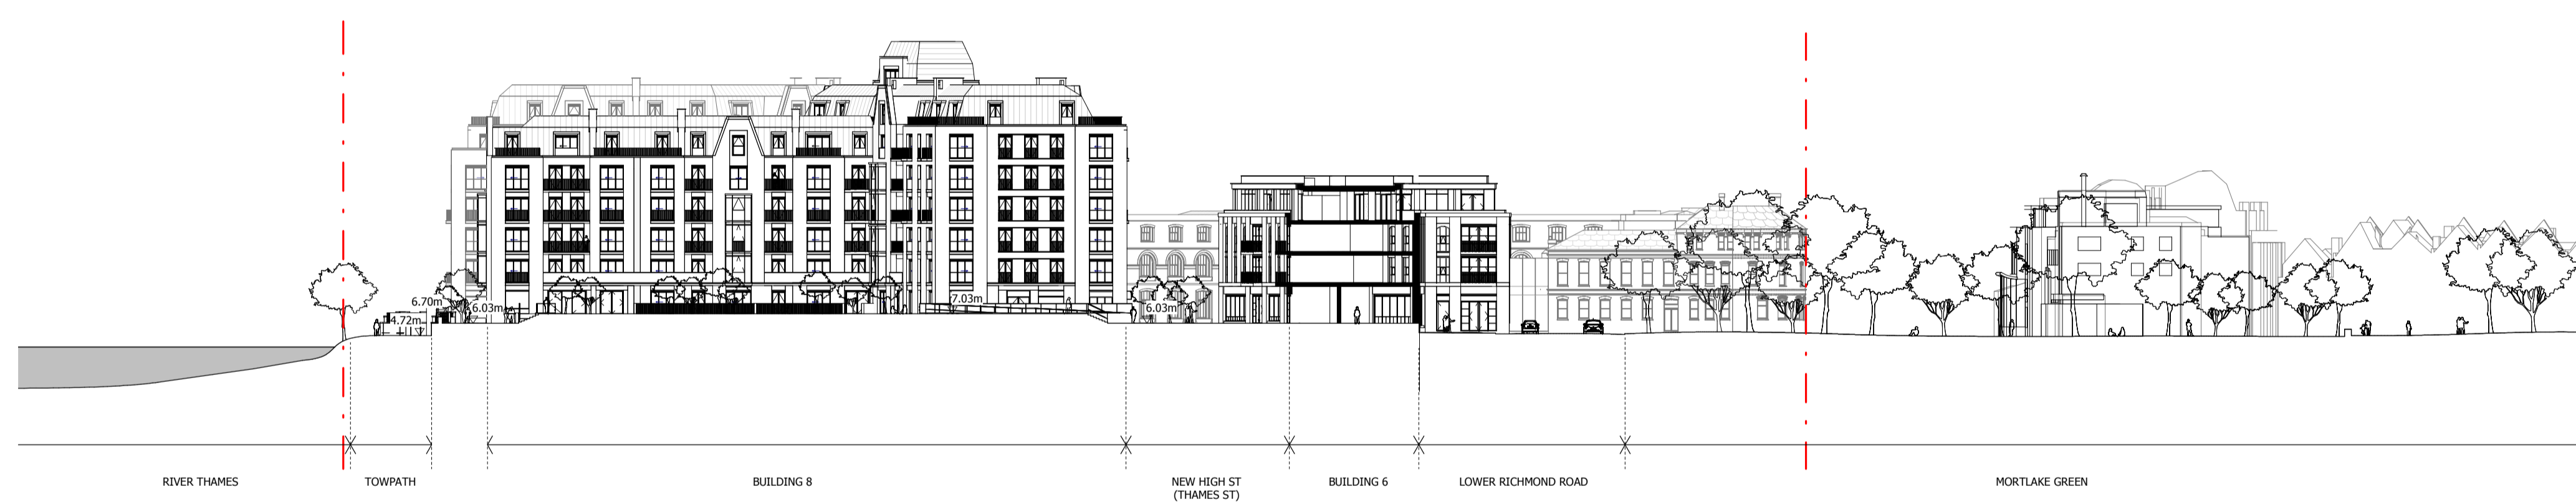 6.70m
4.72m
6.03m
7.03m
6.03m
RIVER THAMES
TOWPATH
BUILDING 8
NEW HIGH ST
(THAMES ST)
BUILDING 6
LOWER RICHMOND ROAD
MORTLAKE GREEN